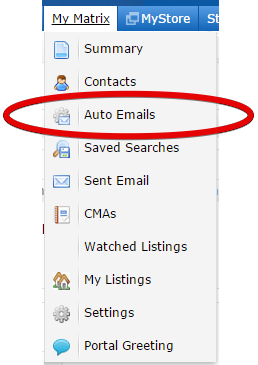 My Matrix MyStore St
Summary
Contacts
Auto Emails
Saved Searches
Sent Email
CMAs
Watched Listings
My Listings
Settings
Portal Greeting